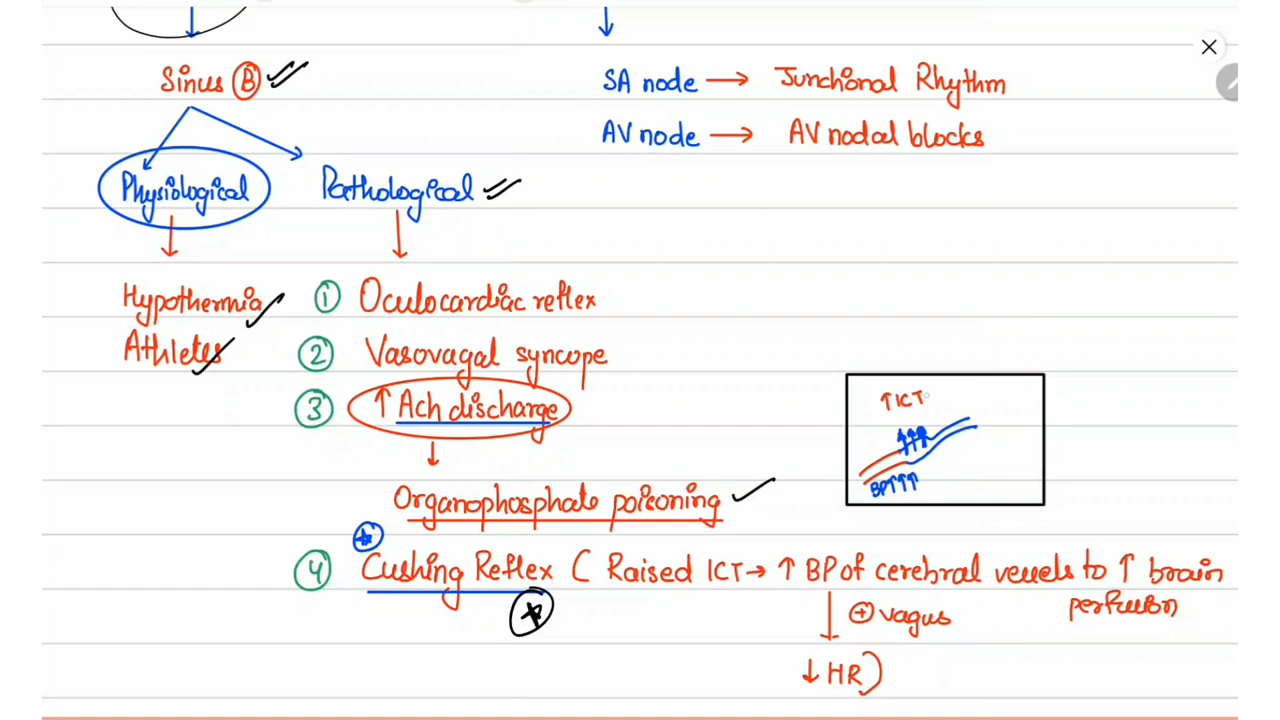 Sinus B
SA node → Junctional Rhythm
AV node → AV nodal blocks
Physiological
Pathological
Hypothermia
Athletes
① Oculocardiac reflex
② Vasovagal syncope
③ ↑ Ach discharge
↓
Organophosphate poisoning
④ Cushing Reflex ( Raised ICT → ↑ BP of cerebral vessels to ↑ brain
perfusion
⊕ vagus
↓ HR)
↑ICT
↑↑↑
BP↑↑↑